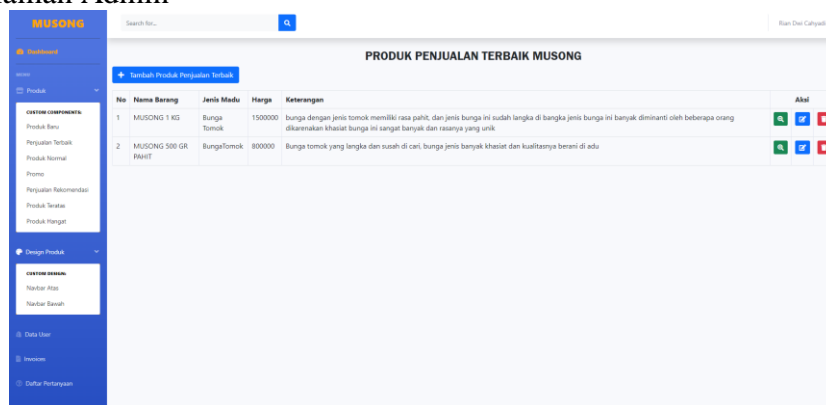 MUSONG
Search for...
Rian Dwi Cahyadi
Dashboard
PRODUK PENJUALAN TERBAIK MUSONG
+ Tambah Produk Penjualan Terbaik
Produk
No Nama Barang Jenis Madu Harga Keterangan Aksi
1 MUSONG 1 KG Bunga Tomok 1500000 bunga dengan jenis tomok memiliki rasa pahit, dan jenis bunga ini sudah langka di bangka jenis bunga ini banyak diminanti oleh beberapa orang
dikarenakan khasiat bunga ini sangat banyak dan rasanya yang unik
2 MUSONG 500 GR PAHIT BungaTomok 800000 Bunga tomok yang langka dan susah di cari, bunga jenis banyak khasiat dan kualitasnya berani di adu
CUSTOM COMPONENTS:
Produk Baru
Penjualan Terbaik
Produk Normal
Promo
Penjualan Rekomendasi
Produk Teratas
Produk Hangat
Design Produk
CUSTOM DESIGN:
Navbar Atas
Navbar Bawah
Data User
Invoices
Daftar Pertanyaan